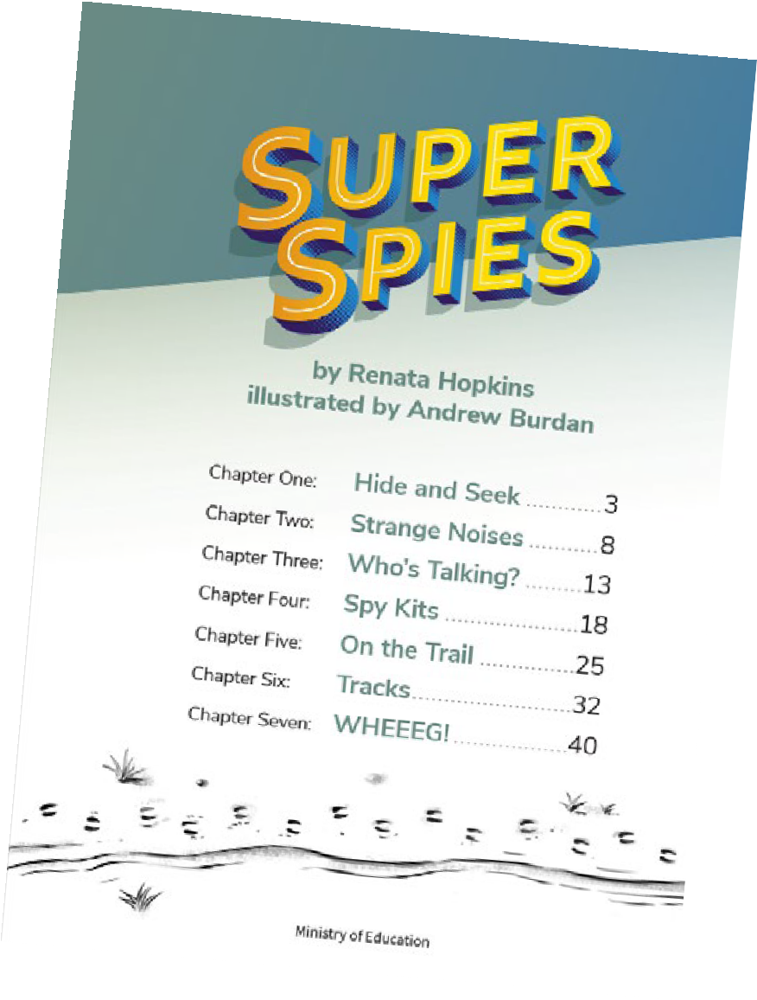 SUPER
SPIES
by Renata Hopkins
illustrated by Andrew Burdan
Chapter One: Hide and Seek ............ 3
Chapter Two: Strange Noises ........... 8
Chapter Three: Who's Talking? ............. 13
Chapter Four: Spy Kits ...................... 18
Chapter Five: On the Trail ................ 25
Chapter Six: Tracks .......................... 32
Chapter Seven: WHEEEG! .................. 40
Ministry of Education